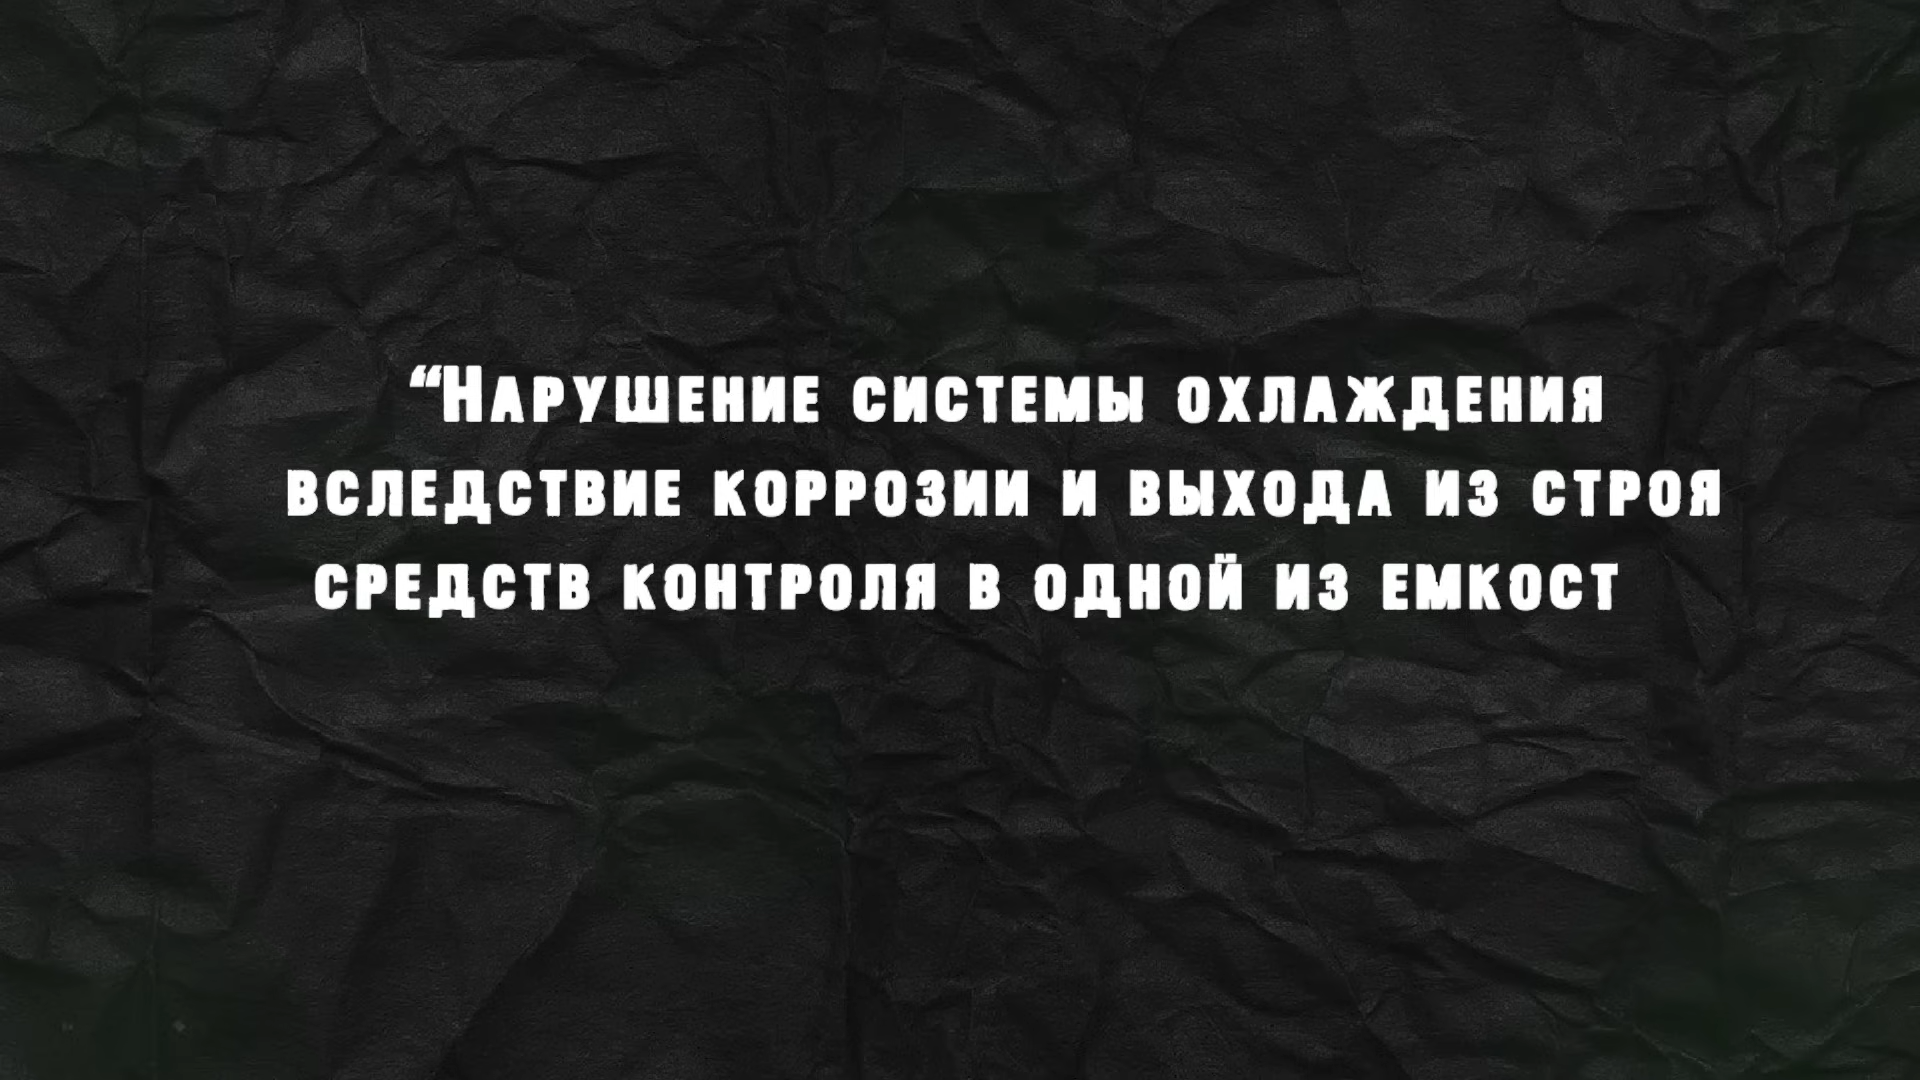 “Нарушение системы охлаждения
вследствие коррозии и выхода из строя
средств контроля в одной из емкост